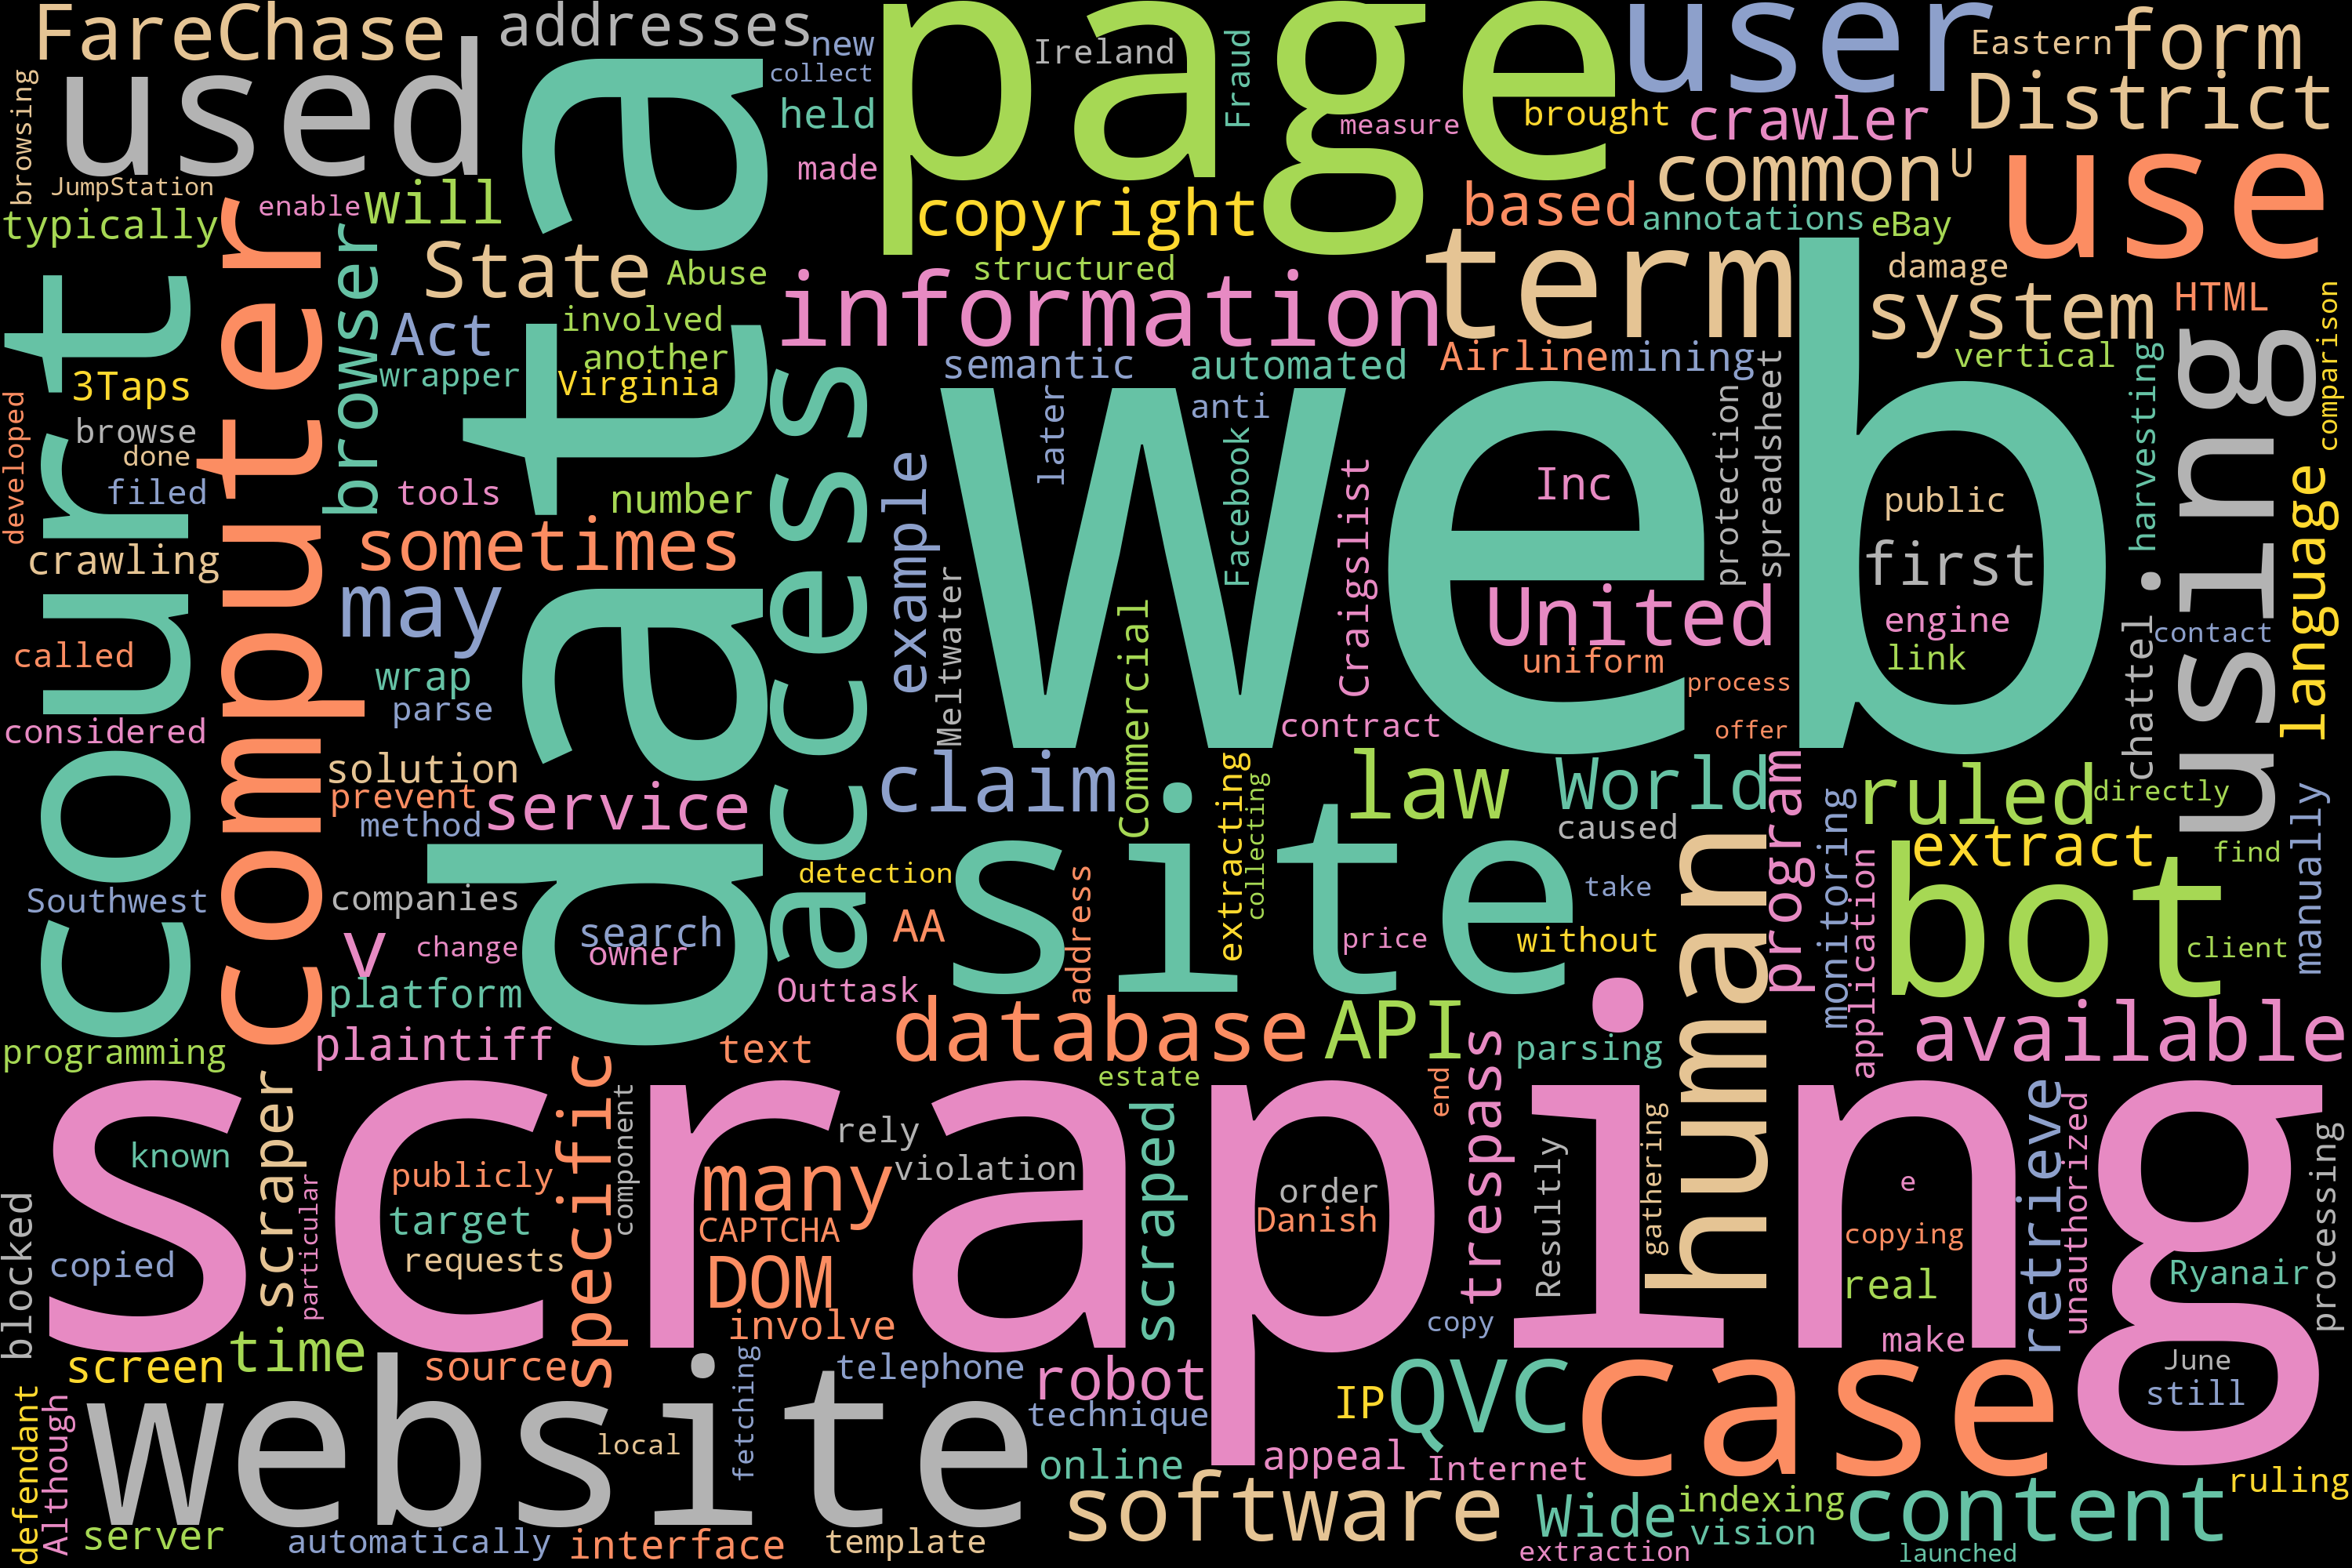 FareChase
addresses
page
user
Eastern
form
used
new
collect
Ireland
Fraud
District
browsing
data
held
measure
brought
crawler
JumpStation
enable
will
made
copyright
based
common
U
use
typically
annotations
eBay
court
computer
browser
State
Abuse
structured
information
term
damage
system
HTML
comparison
Act
involved
another
wrapper
Virginia
semantic
automated
Airline
mining
vertical
3Taps
access
web
anti
later
harvesting
using
developed
browse
done
filed
tools
number
example
Facebook
Craigslist
Inc
protection
spreadsheet
public
language
crawling
sometimes
first
may
Meltwater
Commercial
United
engine
contact
chattel
called
wrap
parse
uniform
link
process
considered
contract
offer
solution
prevent
method
service
claim
site
extracting
collecting
law
World
caused
program
monitoring
ruled
directly
manually
extract
find
Southwest
companies
search
owner
detection
AA
address
price
take
without
human
application
bot
client
v
change
platform
Outtask
programming
plaintiff
text
database
API
trespass
parsing
available
estate
end
scraping
scraper
specific
component
known
publicly
rely
violation
scraped
order
Danish
Resultly
gathering
e
retrieve
unauthorized
processing
blocked
copied
particular
target
requests
many
CAPTCHA
DOM
copying
real
Ryanair
involve
copy
make
screen
time
source
fetching
telephone
robot
technique
IP
QVC
case
June
still
defendant
Although
website
local
online
appeal
Internet
ruling
server
automatically
interface
template
software
Wide
indexing
vision
content
extraction
launched